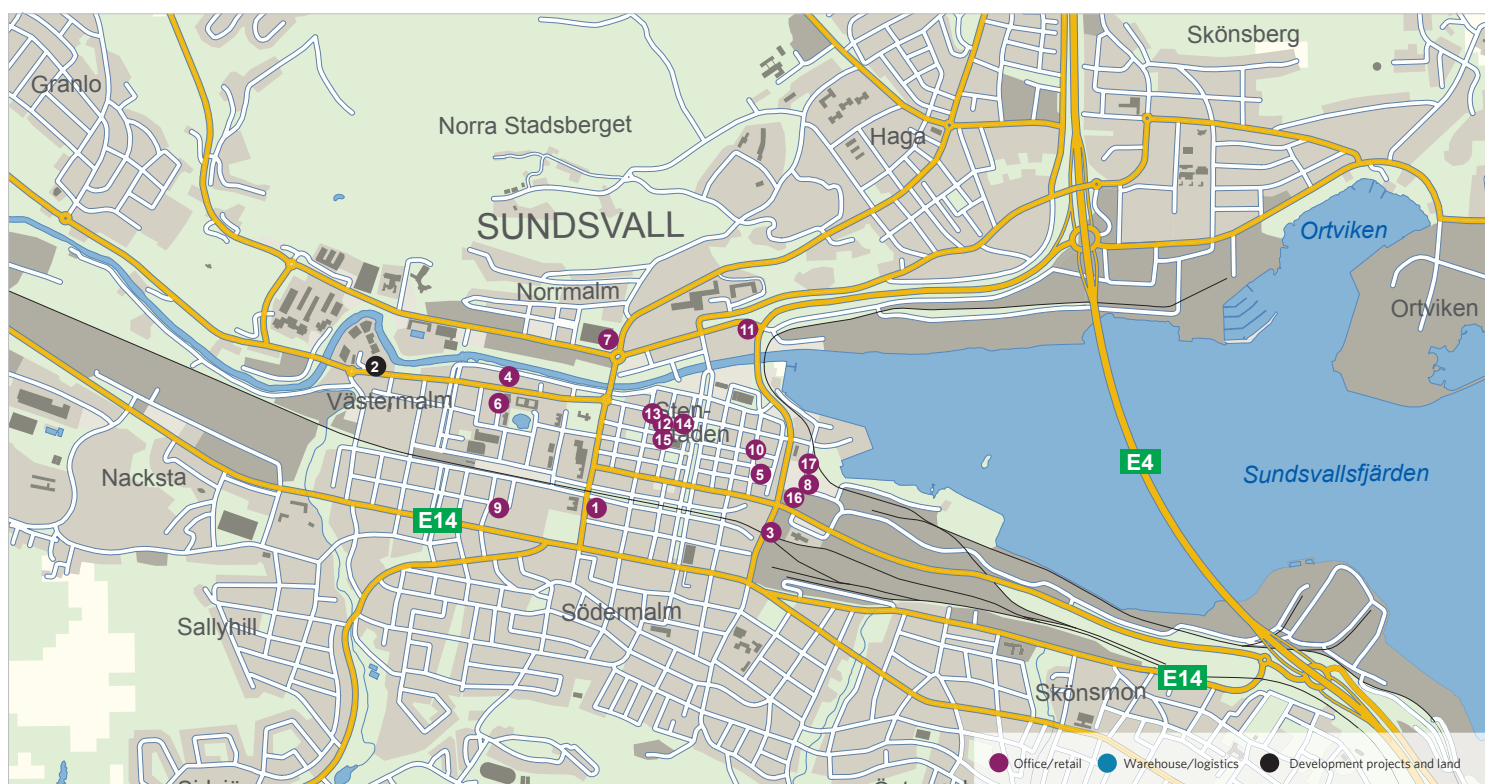 Skönsberg
Granlo
Norra Stadsberget
Haga
SUNDSVALL
Ortviken
Norrmalm
Ortviken
11
7
2
4
Västermalm
6
13
Sten-
12
14
staden
15
10
E4
17
Sundsvallsfjärden
Nacksta
5
8
16
9
1
E14
3
Södermalm
Sallyhill
E14
Skönsmon
Office/retail
Warehouse/logistics
Development projects and land